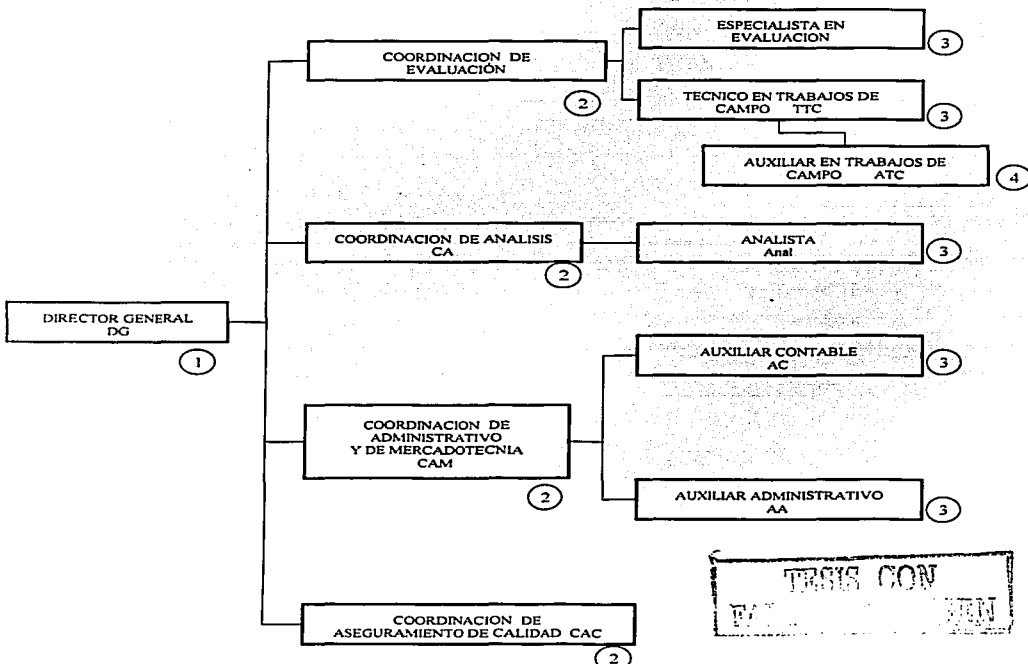 ESPECIALISTA EN
EVALUACION
3
COORDINACION DE
EVALUACIÓN
2
TECNICO EN TRABAJOS DE
CAMPO TTC
3
AUXILIAR EN TRABAJOS DE
CAMPO ATC
4
COORDINACION DE ANALISIS
CA
2
ANALISTA
Anal
3
DIRECTOR GENERAL
DG
1
AUXILIAR CONTABLE
AC
3
COORDINACION DE
ADMINISTRATIVO
Y DE MERCADOTECNIA
CAM
2
AUXILIAR ADMINISTRATIVO
AA
3
TESIS CON
COORDINACION DE
ASEGURAMIENTO DE CALIDAD CAC
2